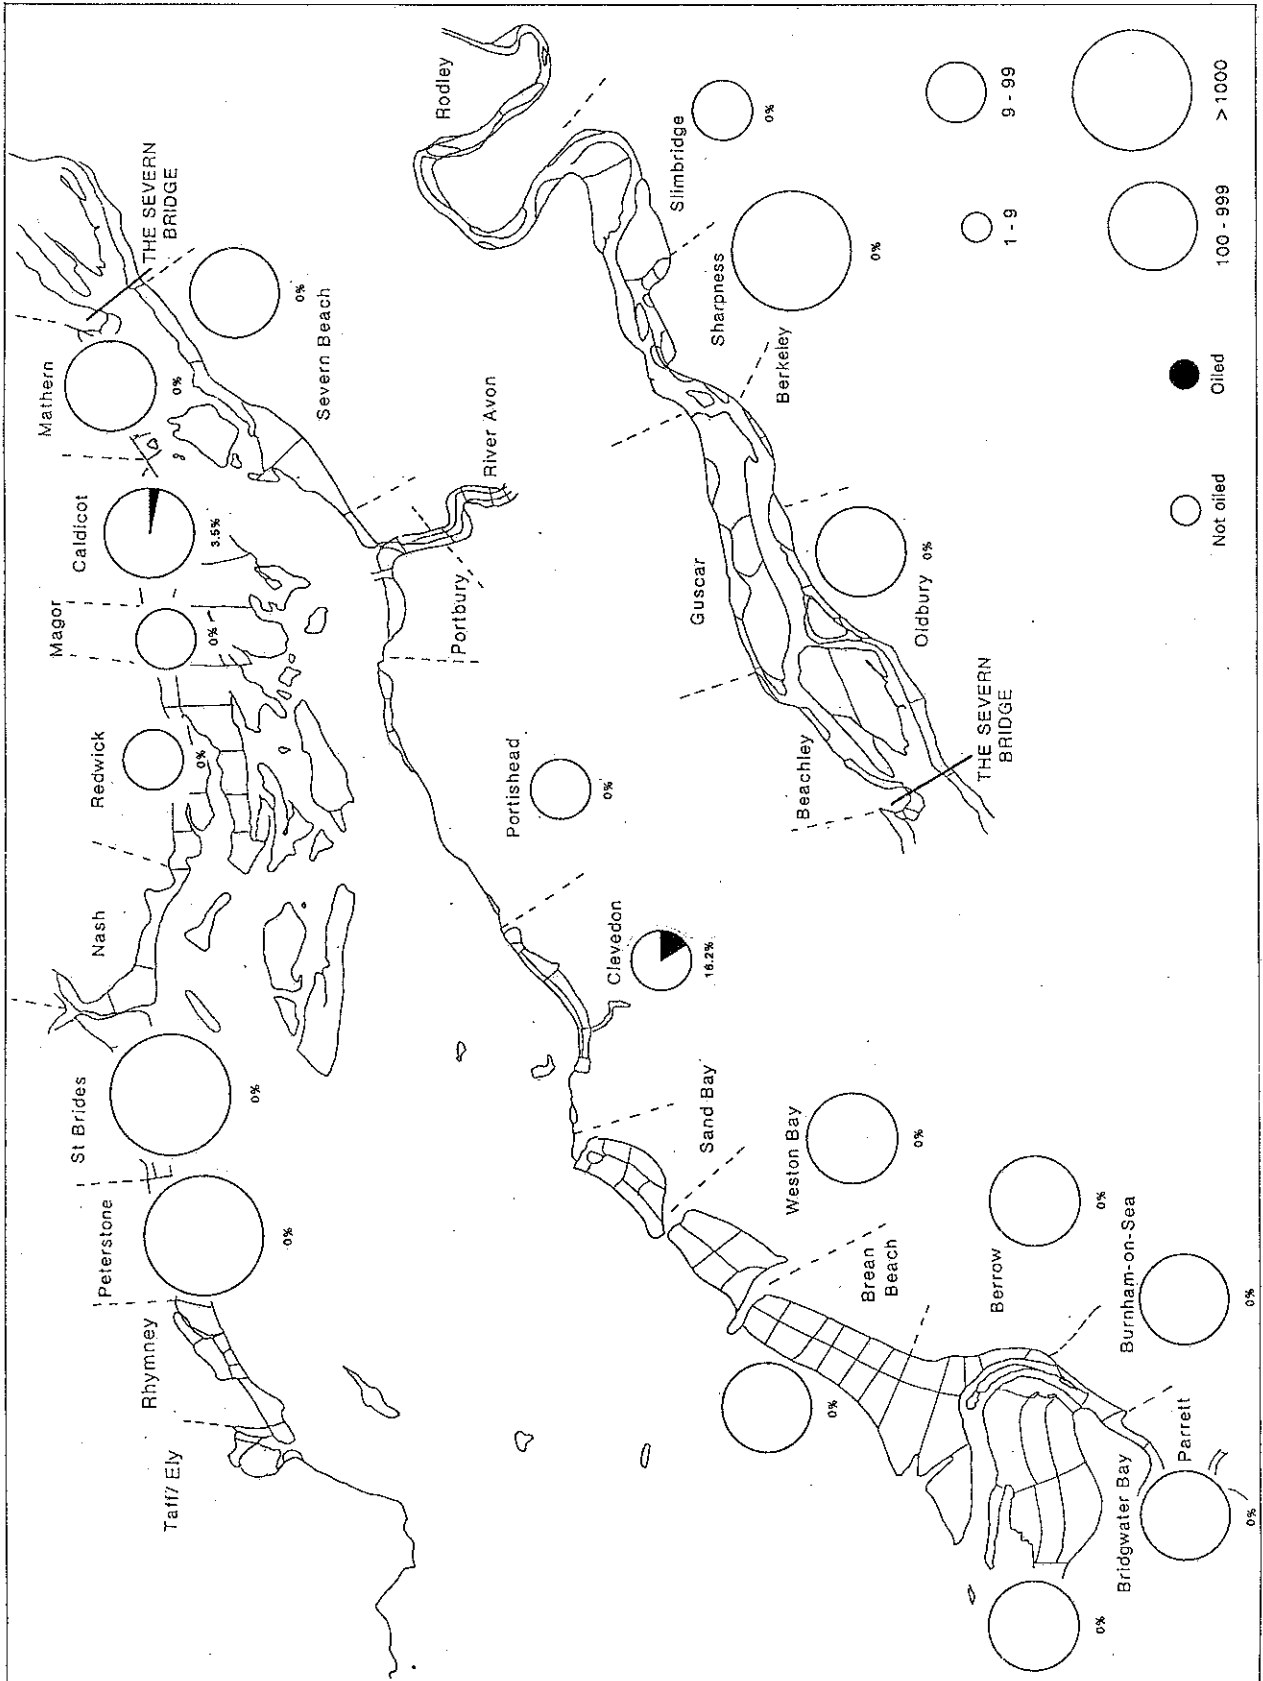 Taff/ Ely
Rhymney
Peterstone
0%
St Brides
0%
Nash
Redwick
0%
Magor
0%
Caldicot
3.5%
Mathern
0%
THE SEVERN
BRIDGE
0%
Severn Beach
River Avon
Portbury
Portishead
0%
Clevedon
16.2%
Sand Bay
Weston Bay
0%
Brean
Beach
0%
Berrow
0%
Burnham-on-Sea
0%
Parrett
0%
Bridgwater Bay
0%
Rodley
Slimbridge
0%
Sharpness
0%
Berkeley
Guscar
Oldbury
0%
Beachley
THE SEVERN
BRIDGE
Not oiled
Oiled
1 - 9
9 - 99
100 - 999
>1000